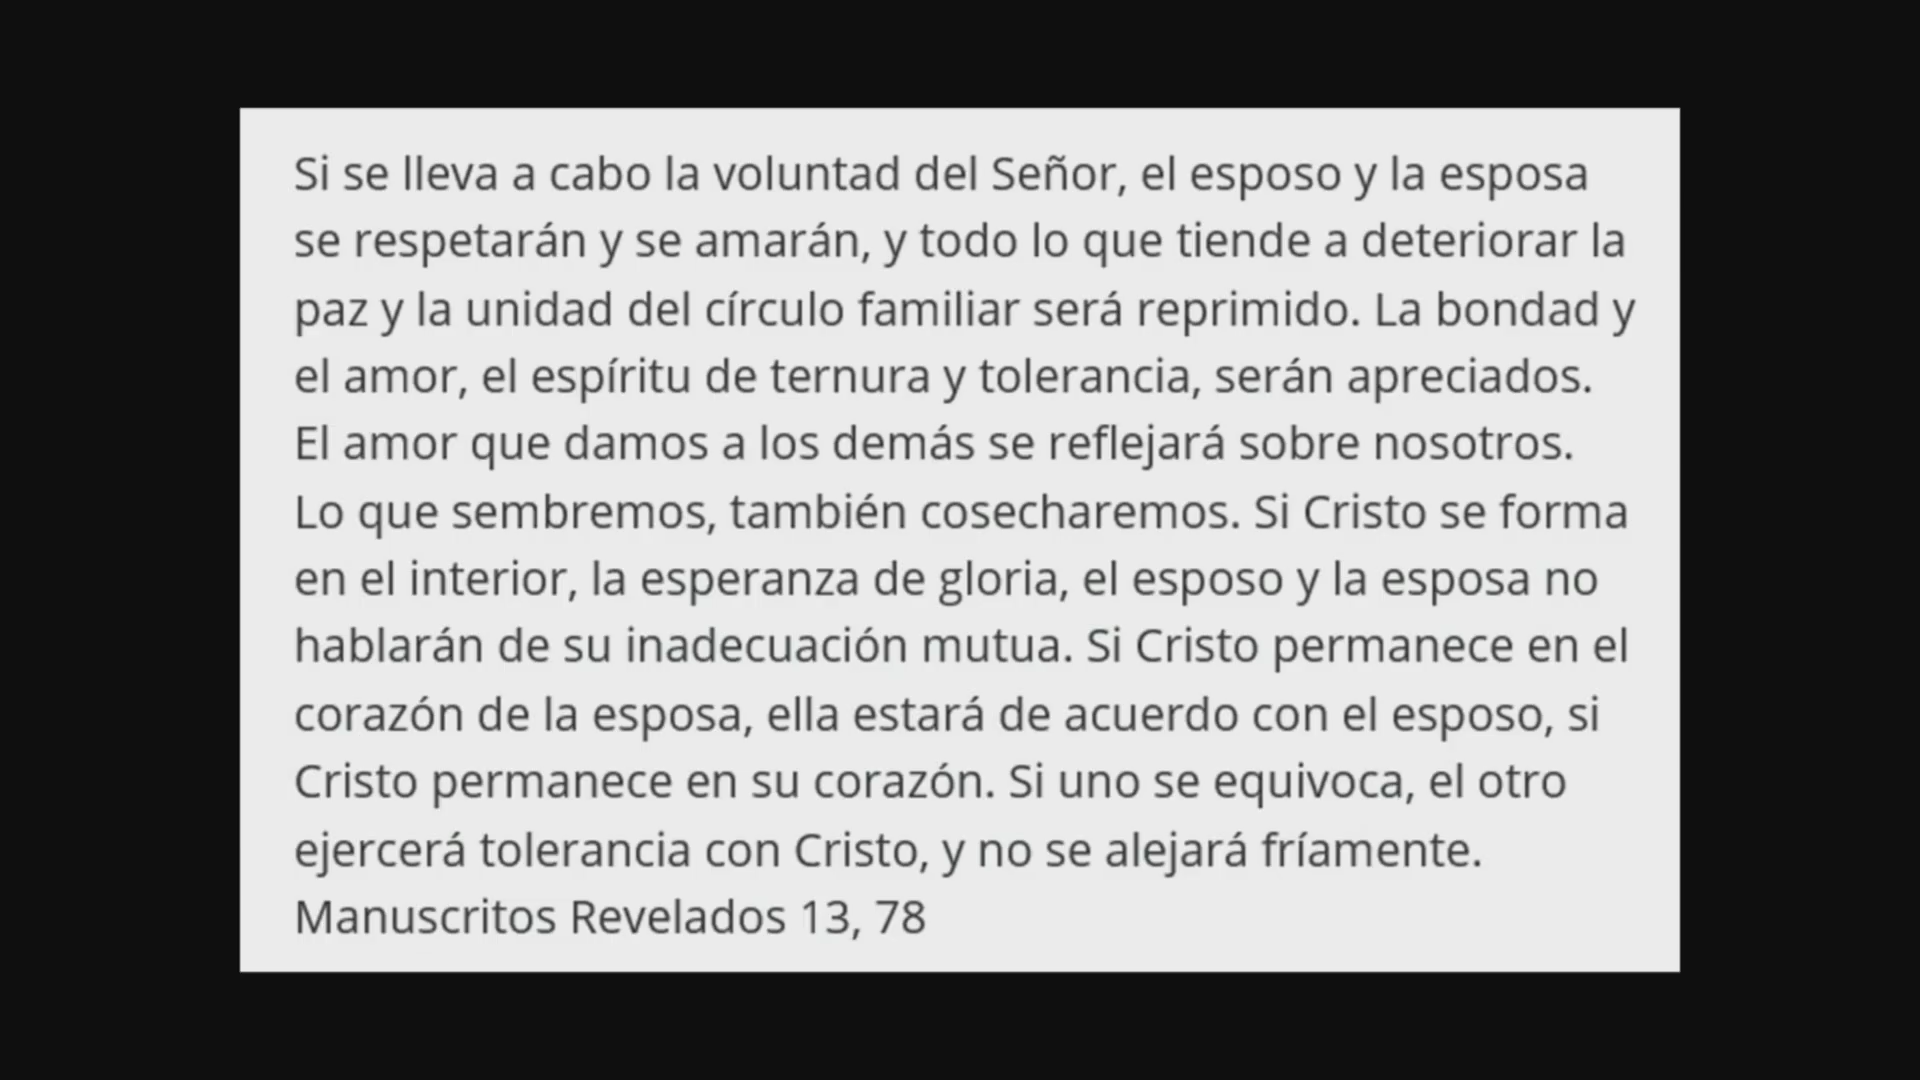 Si se lleva a cabo la voluntad del Señor, el esposo y la esposa
se respetarán y se amarán, y todo lo que tiende a deteriorar la
paz y la unidad del círculo familiar será reprimido. La bondad y
el amor, el espíritu de ternura y tolerancia, serán apreciados.
El amor que damos a los demás se reflejará sobre nosotros.
Lo que sembremos, también cosecharemos. Si Cristo se forma
en el interior, la esperanza de gloria, el esposo y la esposa no
hablarán de su inadecuación mutua. Si Cristo permanece en el
corazón de la esposa, ella estará de acuerdo con el esposo, si
Cristo permanece en su corazón. Si uno se equivoca, el otro
ejercerá tolerancia con Cristo, y no se alejará fríamente.
Manuscritos Revelados 13, 78